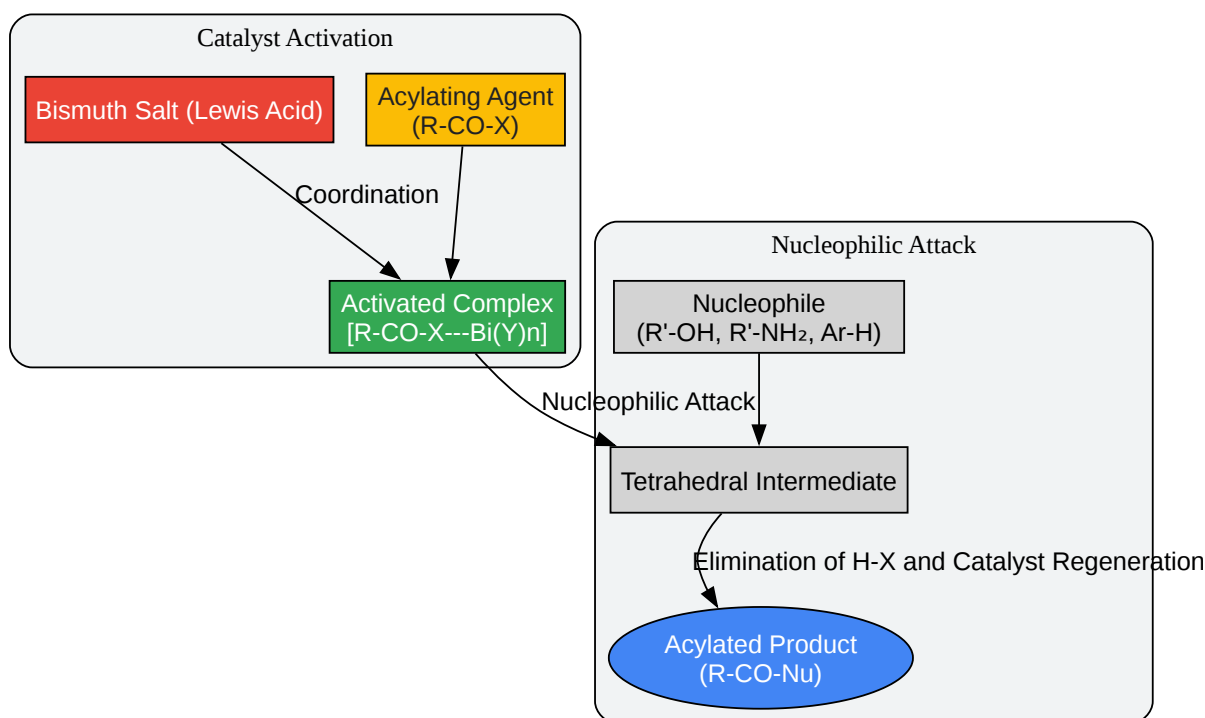 Catalyst Activation
Bismuth Salt (Lewis Acid)
Acylating Agent
(R-CO-X)
Coordination
Activated Complex
[R-CO-X---Bi(Y)n]
Nucleophilic Attack
Nucleophile
(R'-OH, R'-NH₂, Ar-H)
Nucleophilic Attack
Tetrahedral Intermediate
Elimination of H-X and Catalyst Regeneration
Acylated Product
(R-CO-Nu)